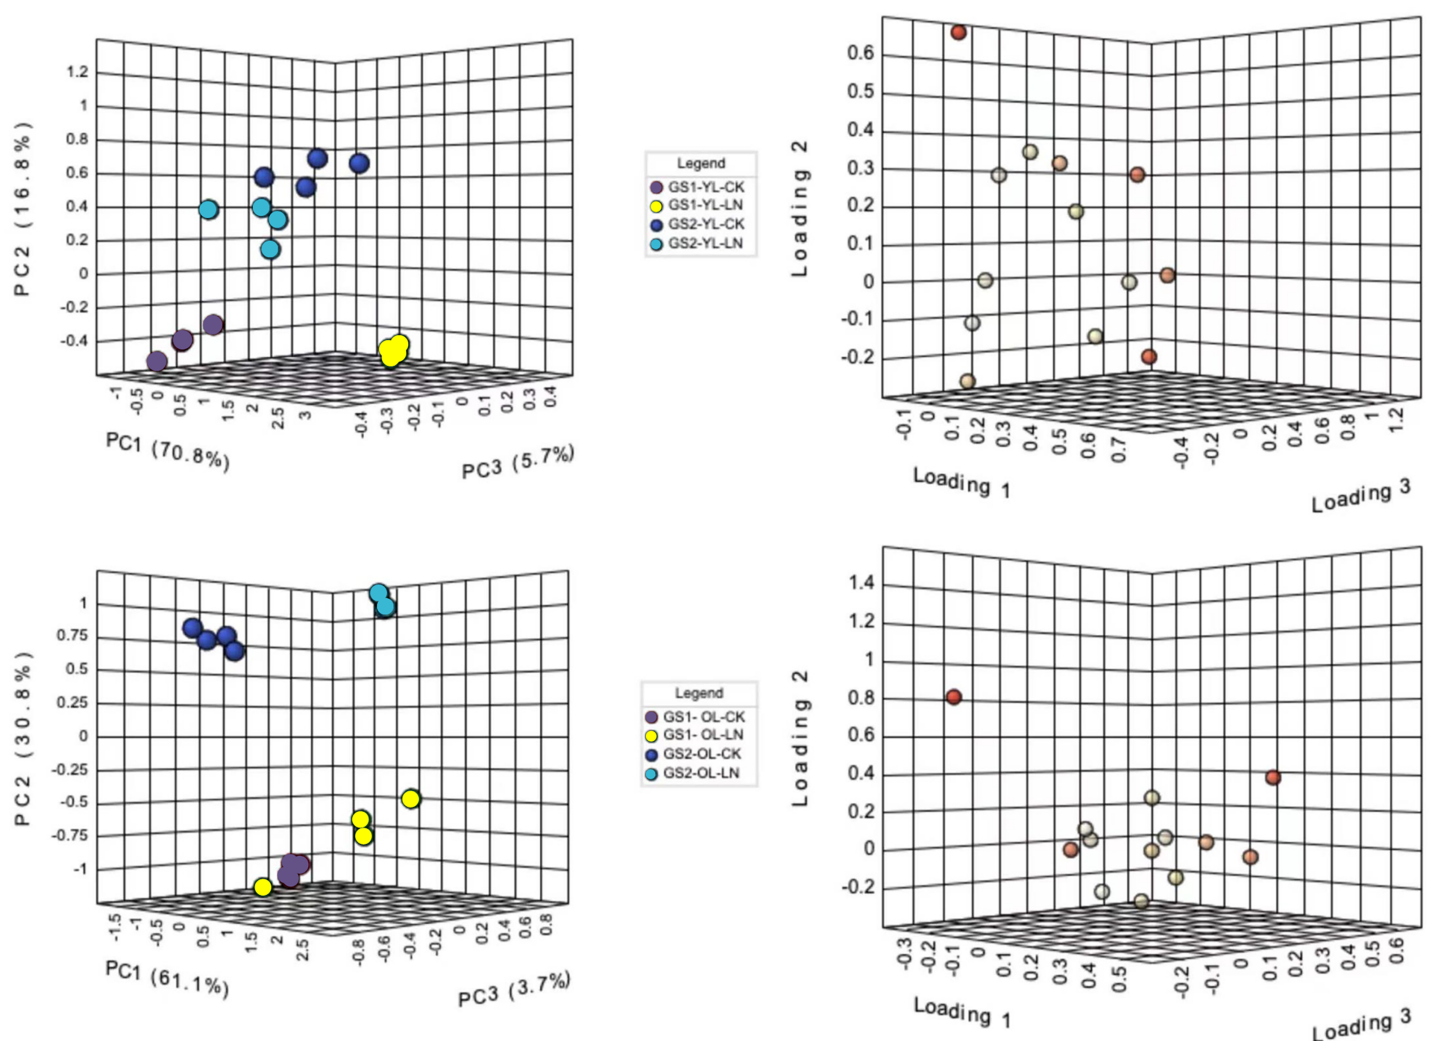 1.2
1
0.8
0.6
0.4
0.2
0
-0.2
-0.4
PC2 (16.8%)
-1 -0.5 0 0.5 1 1.5 2 2.5 3
PC1 (70.8%)
-0.4 -0.3 -0.2 -0.1 0 0.1 0.2 0.3 0.4
PC3 (5.7%)
Legend
GS1-YL-CK
GS1-YL-LN
GS2-YL-CK
GS2-YL-LN
0.6
0.5
0.4
0.3
0.2
0.1
0
-0.1
-0.2
Loading 2
-0.1 0 0.1 0.2 0.3 0.4 0.5 0.6 0.7
Loading 1
-0.4 -0.2 0 0.2 0.4 0.6 0.8 1 1.2
Loading 3
1
0.75
0.5
0.25
0
-0.25
-0.5
-0.75
-1
PC2 (30.8%)
-1.5 -1 -0.5 0 0.5 1 1.5 2 2.5
PC1 (61.1%)
-0.8 -0.6 -0.4 -0.2 0 0.2 0.4 0.6 0.8
PC3 (3.7%)
Legend
GS1- OL-CK
GS1- OL-LN
GS2-OL-CK
GS2-OL-LN
1.4
1.2
1
0.8
0.6
0.4
0.2
0
-0.2
Loading 2
-0.3 -0.2 -0.1 0 0.1 0.2 0.3 0.4 0.5
Loading 1
-0.2 -0.1 0 0.1 0.2 0.3 0.4 0.5 0.6
Loading 3